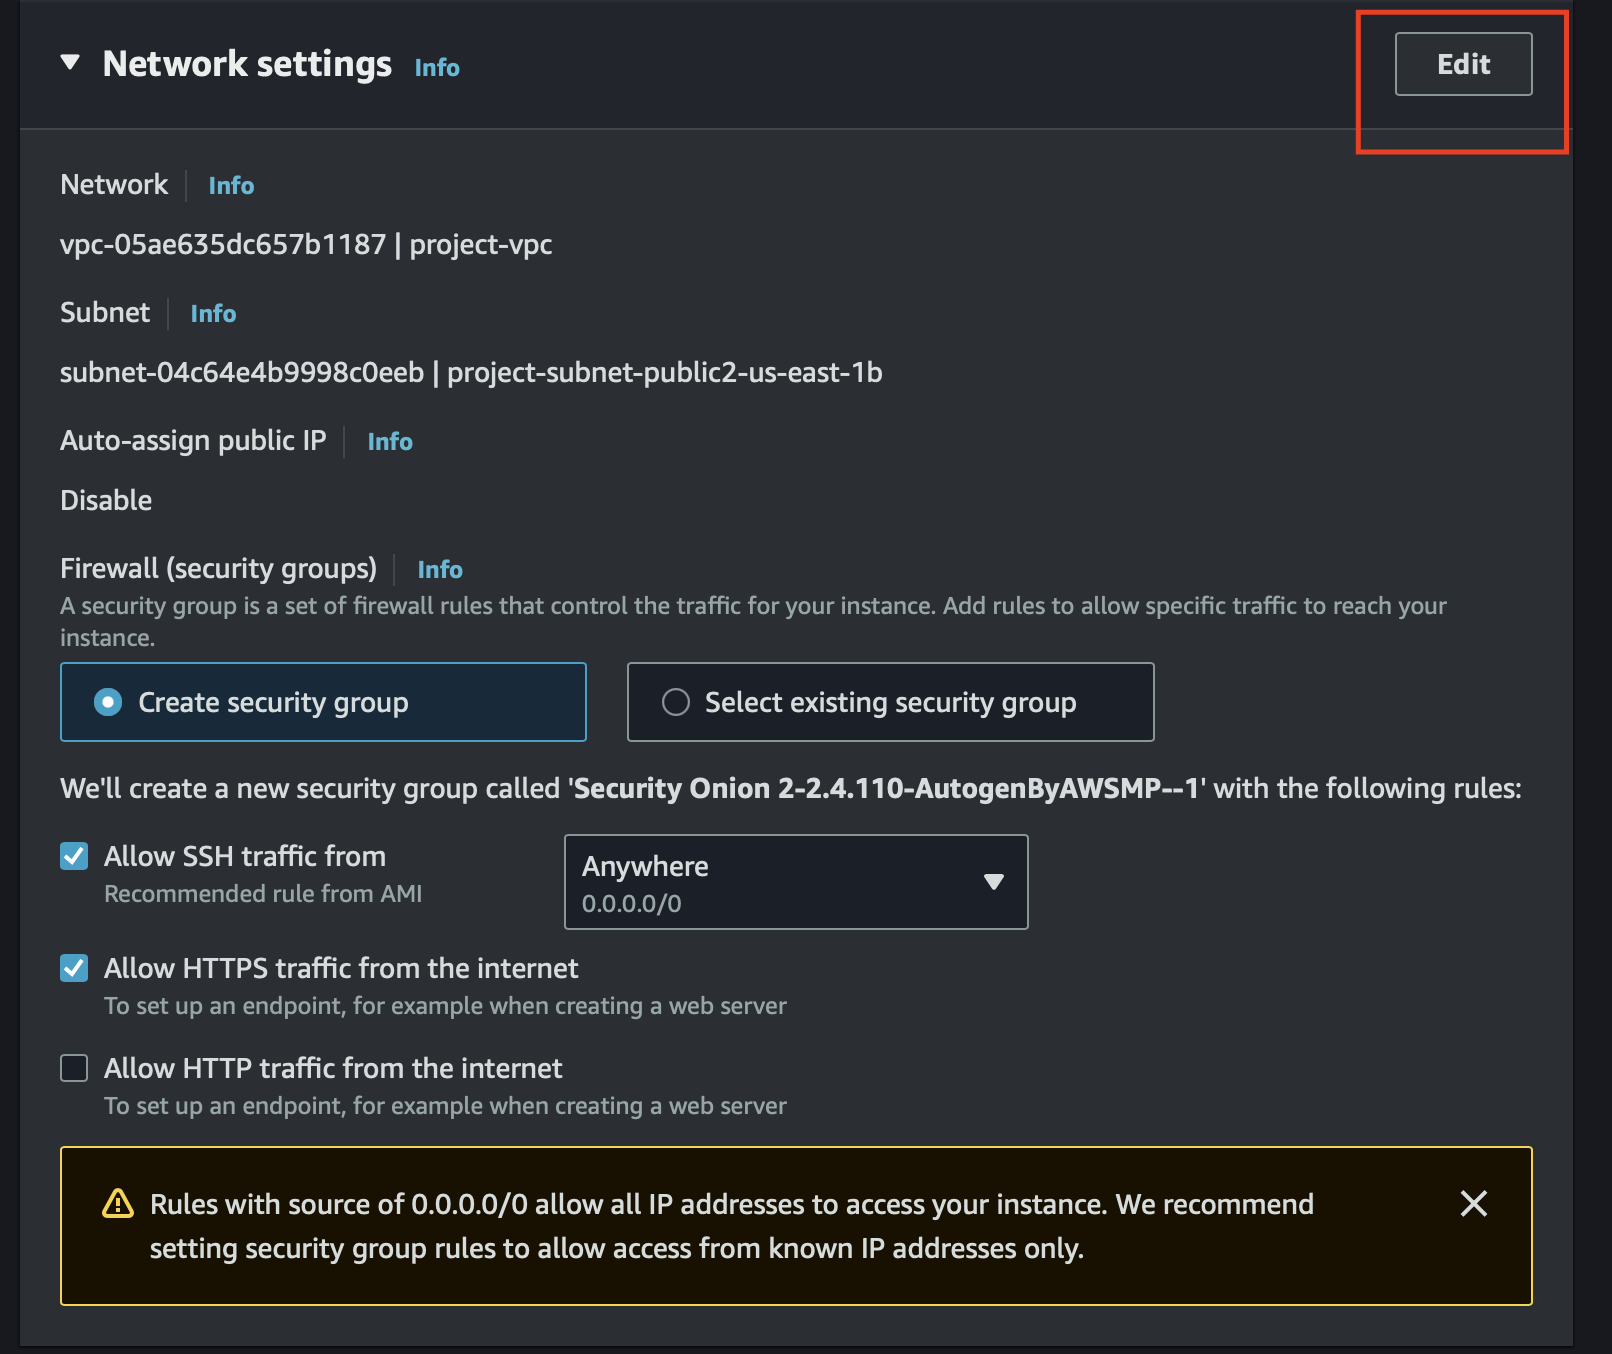 Network settings Info
Edit
Network Info
vpc-05ae635dc657b1187 | project-vpc
Subnet Info
subnet-04c64e4b9998c0eeb | project-subnet-public2-us-east-1b
Auto-assign public IP Info
Disable
Firewall (security groups) Info
A security group is a set of firewall rules that control the traffic for your instance. Add rules to allow specific traffic to reach your
instance.
Create security group
Select existing security group
We'll create a new security group called 'Security Onion 2-2.4.110-AutogenByAWSMP--1' with the following rules:
Allow SSH traffic from
Recommended rule from AMI
Anywhere
0.0.0.0/0
Allow HTTPS traffic from the internet
To set up an endpoint, for example when creating a web server
Allow HTTP traffic from the internet
To set up an endpoint, for example when creating a web server
Rules with source of 0.0.0.0/0 allow all IP addresses to access your instance. We recommend
setting security group rules to allow access from known IP addresses only.